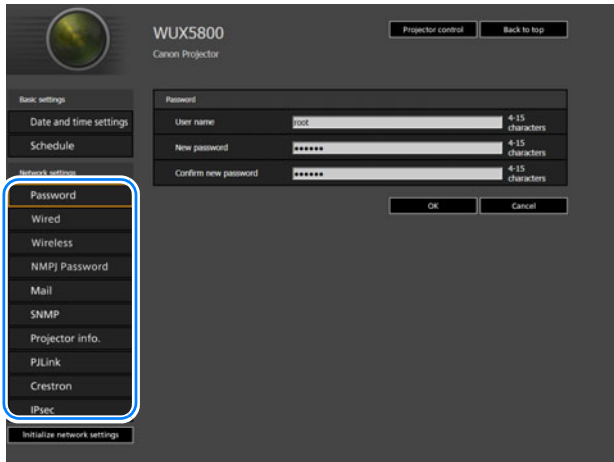 WUX5800
Canon Projector
Projector control
Back to top
Basic settings
Date and time settings
Schedule
Network settings
Password
Wired
Wireless
NMPJ Password
Mail
SNMP
Projector info.
PJLink
Crestron
IPsec
Initialize network settings
Password
User name
root
4-15
characters
New password
••••••
4-15
characters
Confirm new password
••••••
4-15
characters
OK
Cancel